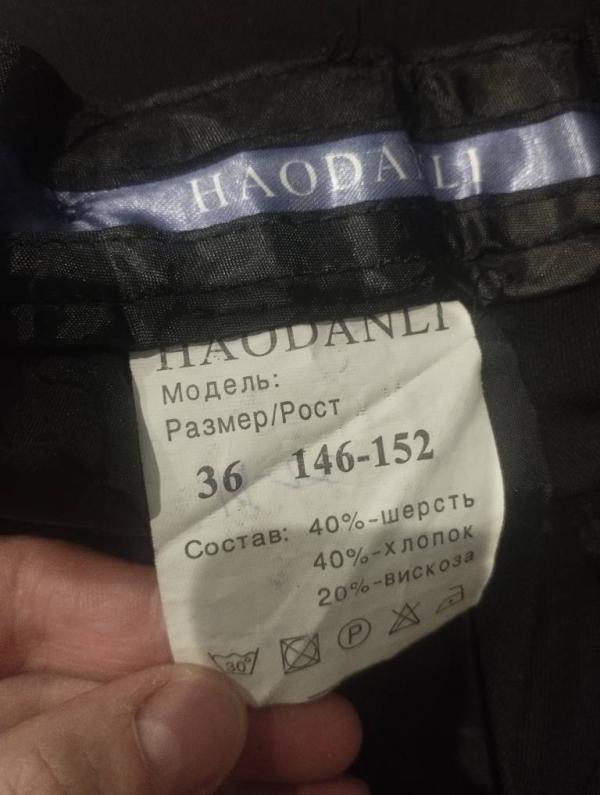 HAODANLI
HAODANLI
Модель:
Размер/Рост
36 146-152
Состав: 40%-шерсть
40%-хлопок
20%-вискоза
30° P